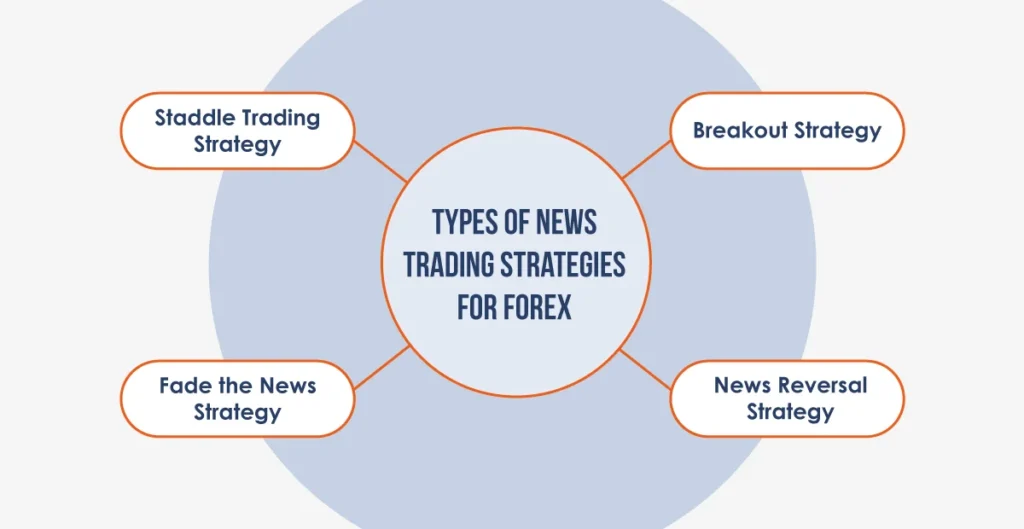 Staddle Trading
Strategy
Breakout Strategy
TYPES OF NEWS
TRADING STRATEGIES
FOR FOREX
Fade the News
Strategy
News Reversal
Strategy